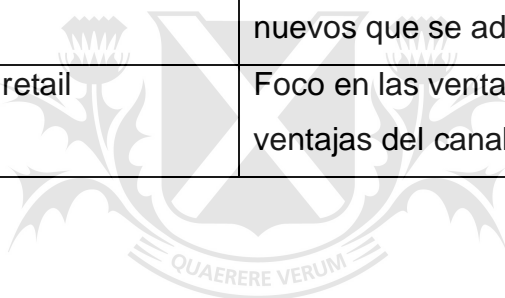 nuevos que se ad
retail
Foco en las venta
ventajas del canal
QUAERERE VERUM